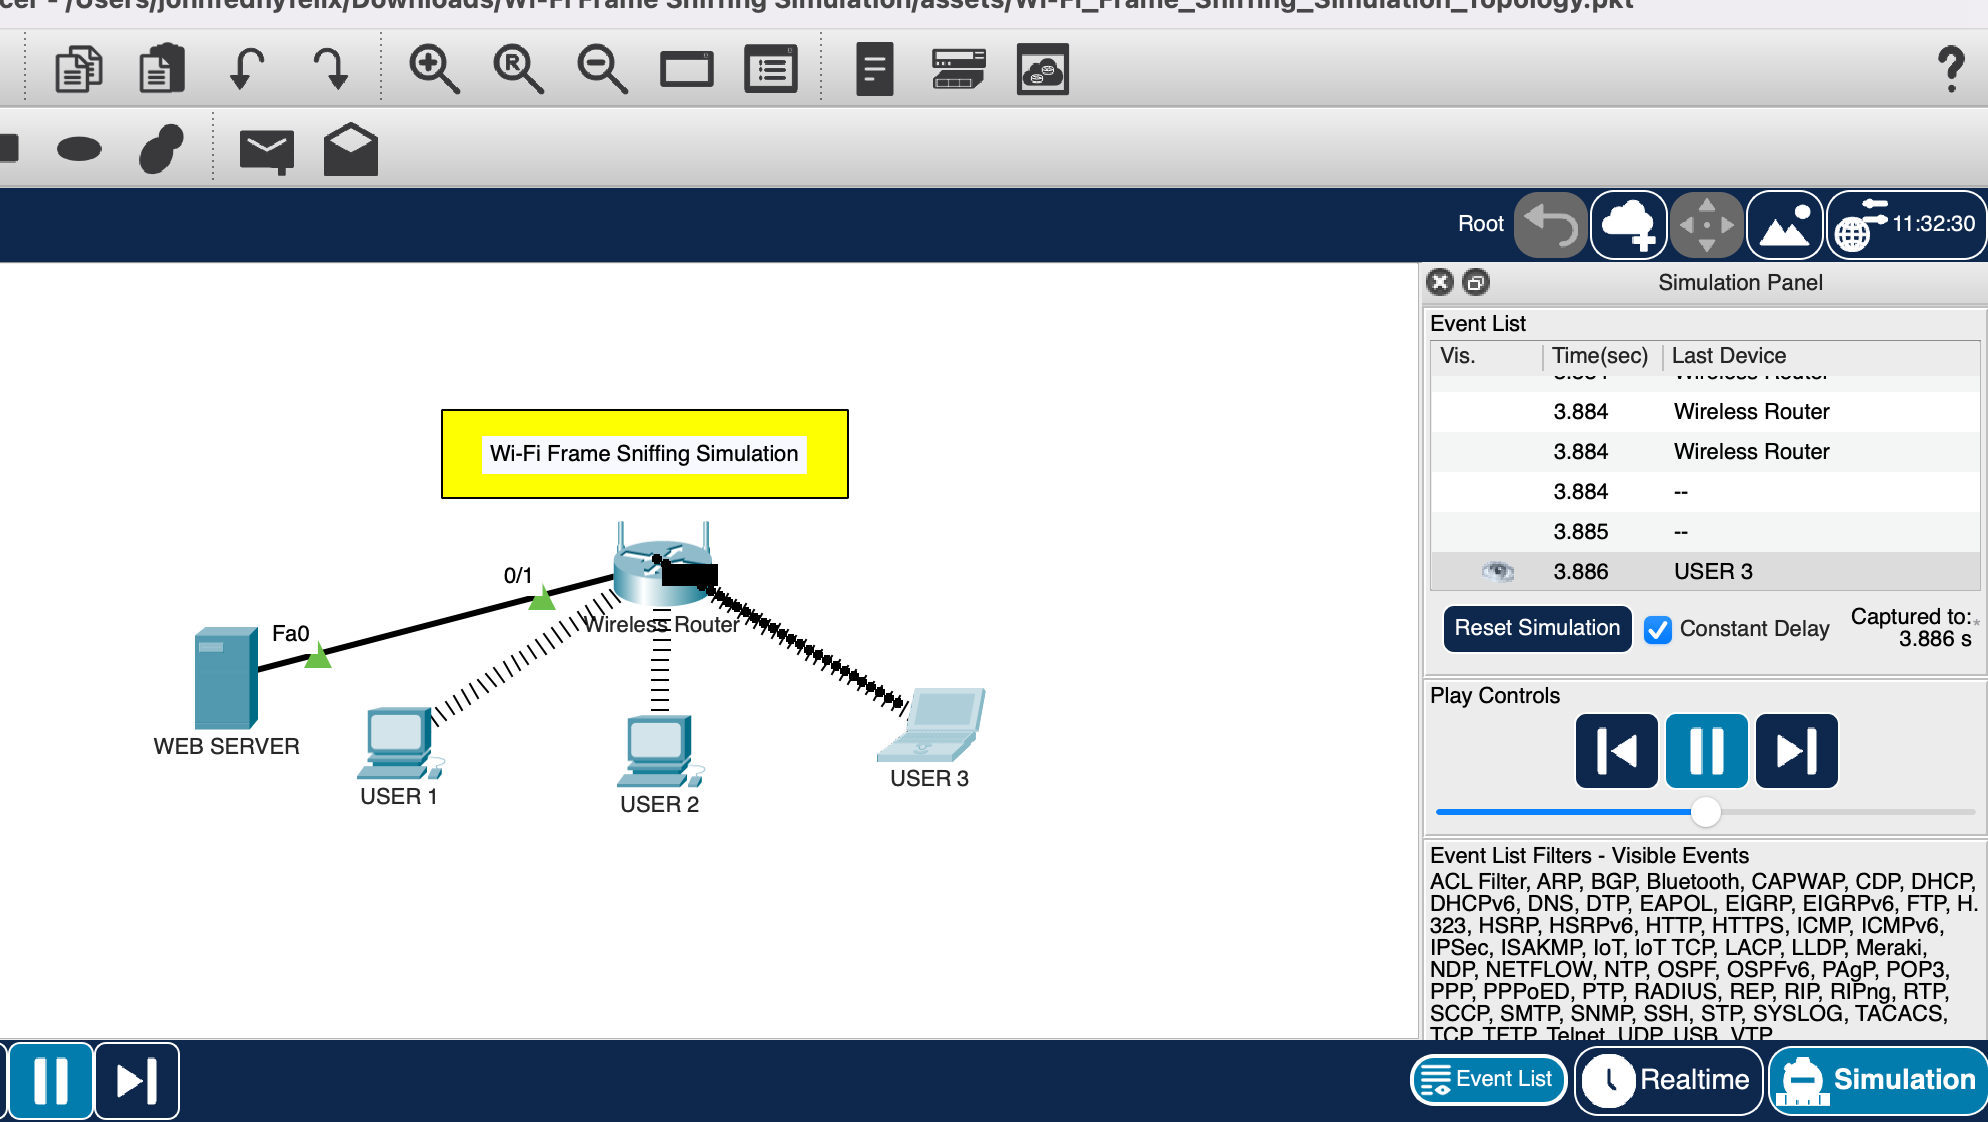 /Downloads/Wi-Fi Frame Sniffing Simulation/assets/Wi-Fi_Frame_Sniffing_Simulation_Topology.pkt
R
Root
11:32:30
Simulation Panel
Event List
Vis. Time(sec) Last Device
3.884 Wireless Router
3.884 Wireless Router
3.884 --
3.885 --
3.886 USER 3
Reset Simulation Constant Delay Captured to:*
3.886 s
Play Controls
Event List Filters - Visible Events
ACL Filter, ARP, BGP, Bluetooth, CAPWAP, CDP, DHCP,
DHCPv6, DNS, DTP, EAPOL, EIGRP, EIGRPv6, FTP, H.
323, HSRP, HSRPv6, HTTP, HTTPS, ICMP, ICMPv6,
IPSec, ISAKMP, IoT, IoT TCP, LACP, LLDP, Meraki,
NDP, NETFLOW, NTP, OSPF, OSPFv6, PAgP, POP3,
PPP, PPPoED, PTP, RADIUS, REP, RIP, RIPng, RTP,
SCCP, SMTP, SNMP, SSH, STP, SYSLOG, TACACS,
TCP, TFTP, Telnet, UDP, USB, VTP
Wi-Fi Frame Sniffing Simulation
0/1
Fa0
Wireless Router
WEB SERVER
USER 1
USER 2
USER 3
Event List
Realtime
Simulation